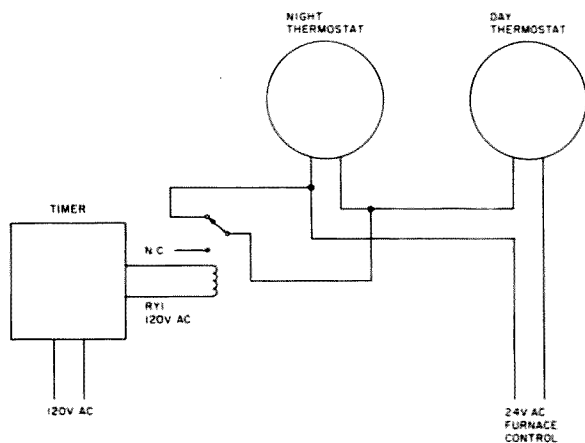 NIGHT
THERMOSTAT
DAY
THERMOSTAT
TIMER
N.C.
RY1
120V AC
120V AC
24V AC
FURNACE
CONTROL